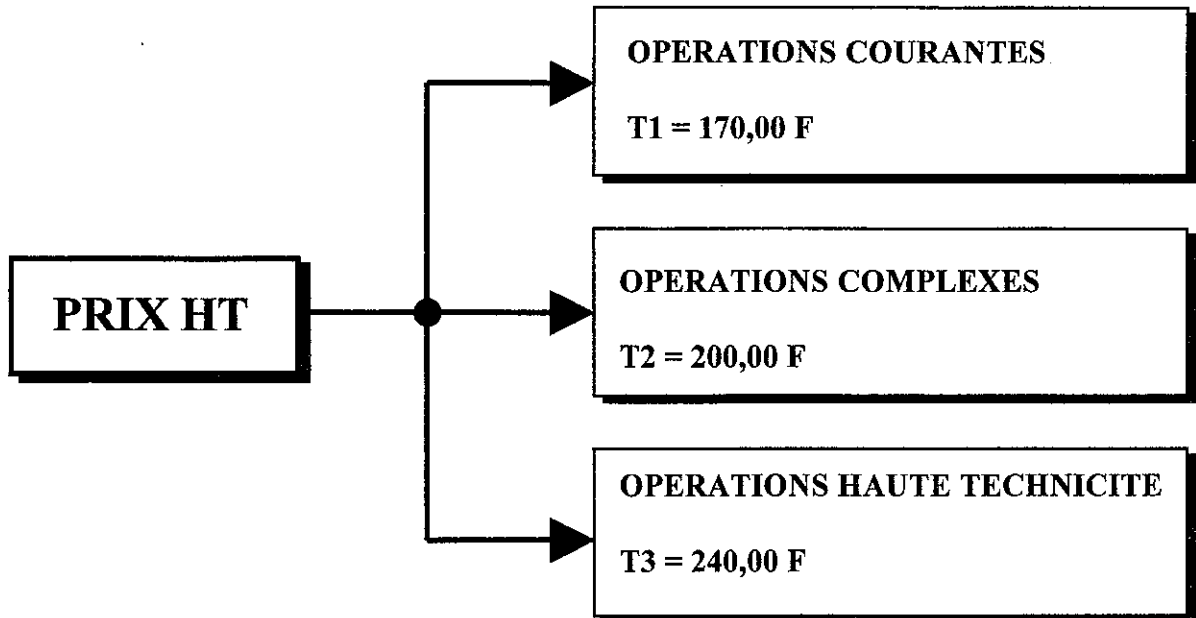 OPERATIONS COURANTES
T1 = 170,00 F
PRIX HT
OPERATIONS COMPLEXES
T2 = 200,00 F
OPERATIONS HAUTE TECHNICITE
T3 = 240,00 F